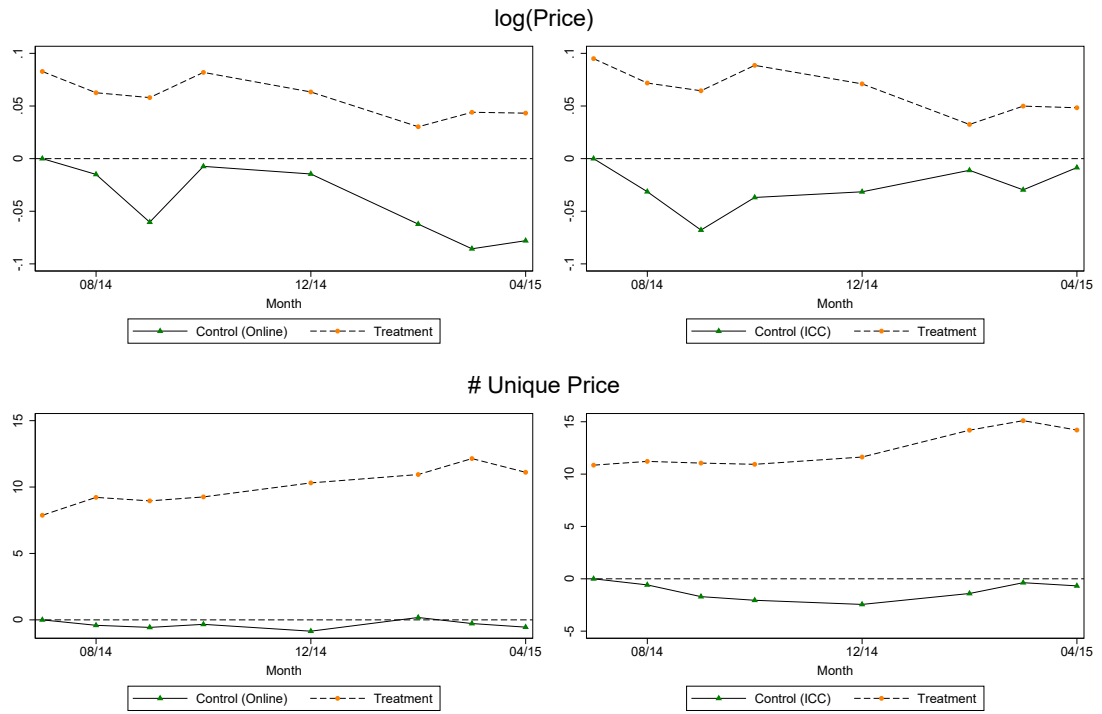 log(Price)
.1
.05
0
-.05
-.1
08/14
12/14
04/15
Month
Control (Online)
Treatment
.1
.05
0
-.05
-.1
08/14
12/14
04/15
Month
Control (ICC)
Treatment
# Unique Price
15
10
5
0
08/14
12/14
04/15
Month
Control (Online)
Treatment
15
10
5
0
-5
08/14
12/14
04/15
Month
Control (ICC)
Treatment